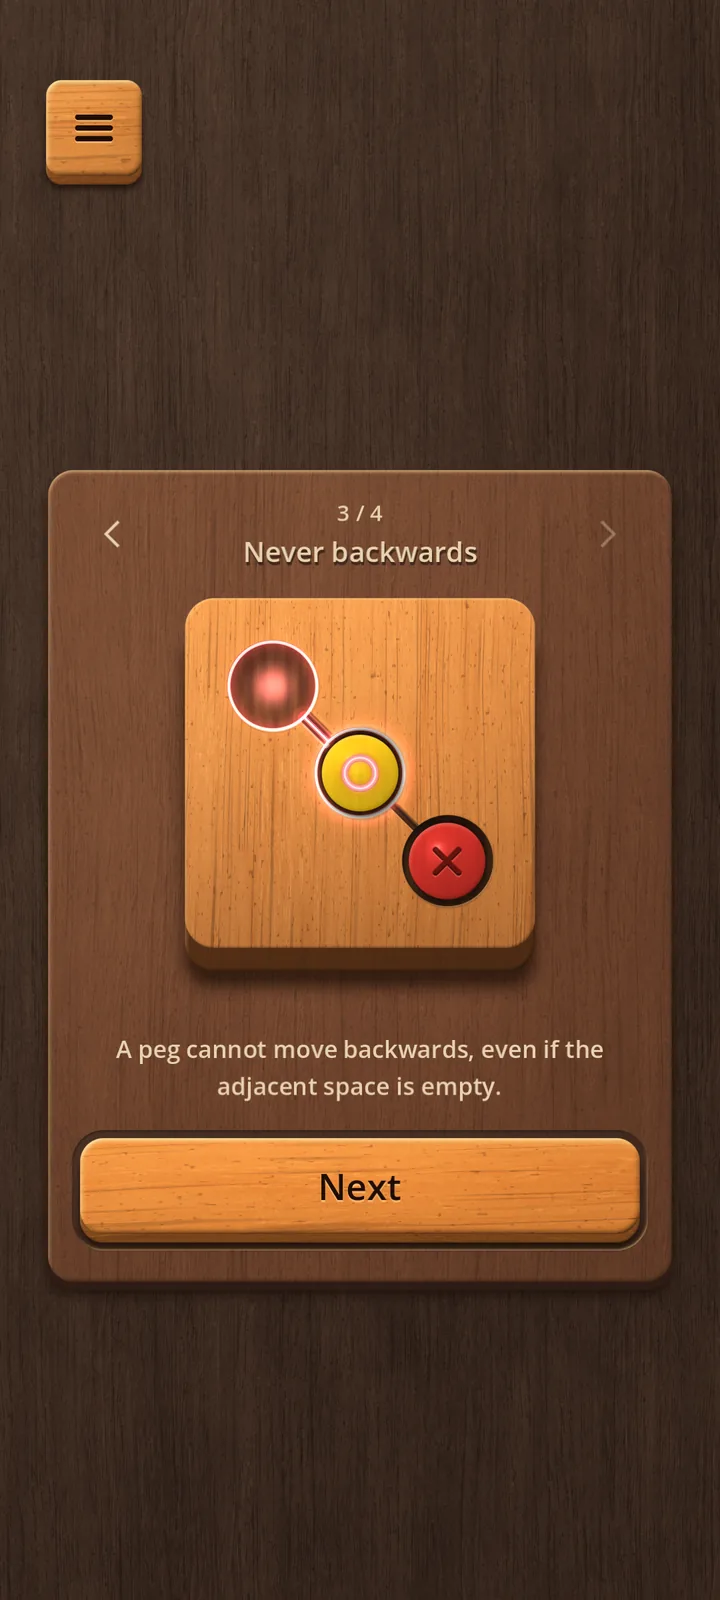 3 / 4
Never backwards
A peg cannot move backwards, even if the
adjacent space is empty.
Next